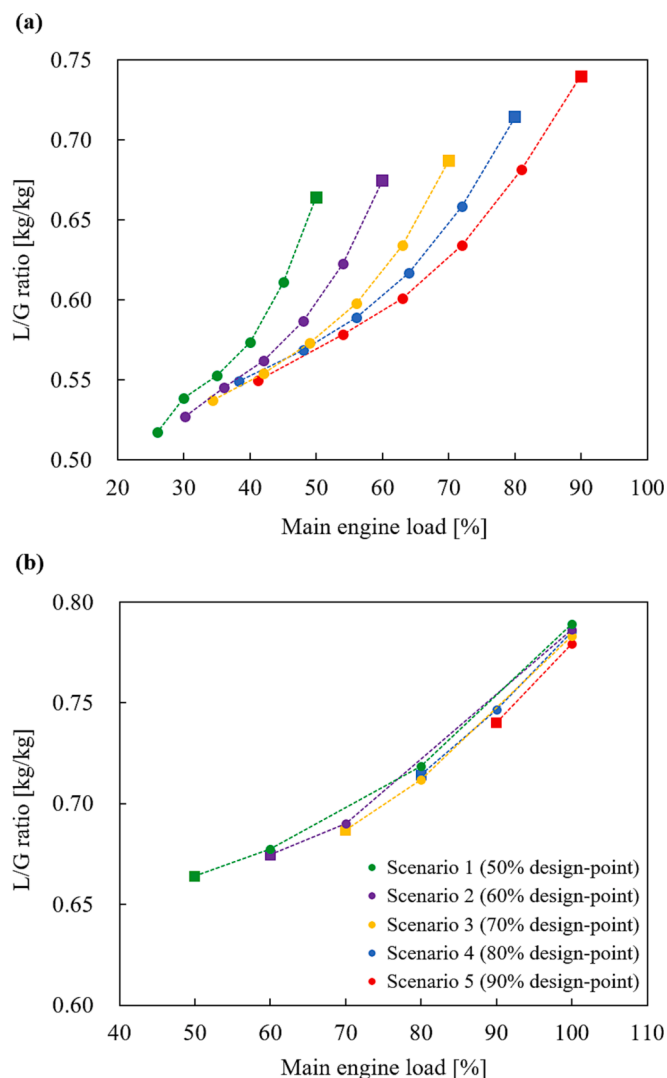 (a)
0.75
0.70
0.65
0.60
0.55
0.50
L/G ratio [kg/kg]
20 30 40 50 60 70 80 90 100
Main engine load [%]
(b)
0.80
0.75
0.70
0.65
0.60
L/G ratio [kg/kg]
Scenario 1 (50% design-point)
Scenario 2 (60% design-point)
Scenario 3 (70% design-point)
Scenario 4 (80% design-point)
Scenario 5 (90% design-point)
40 50 60 70 80 90 100 110
Main engine load [%]